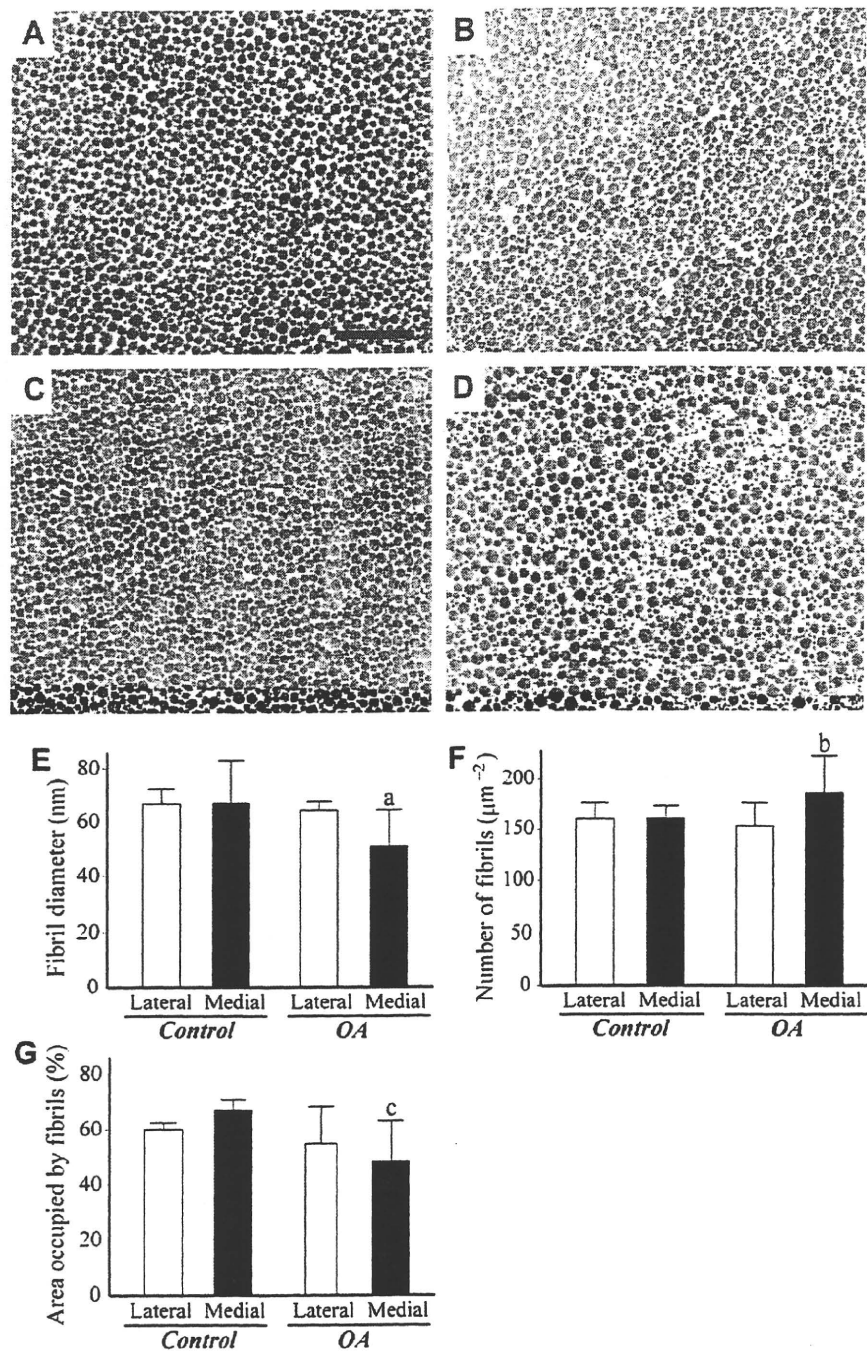 A
B
C
D
E
Fibril diameter (nm)
80
60
40
20
0
a
Lateral Medial Lateral Medial
Control OA
F
Number of fibrils (μm⁻²)
200
150
100
50
0
b
Lateral Medial Lateral Medial
Control OA
G
Area occupied by fibrils (%)
80
60
40
20
0
c
Lateral Medial Lateral Medial
Control OA